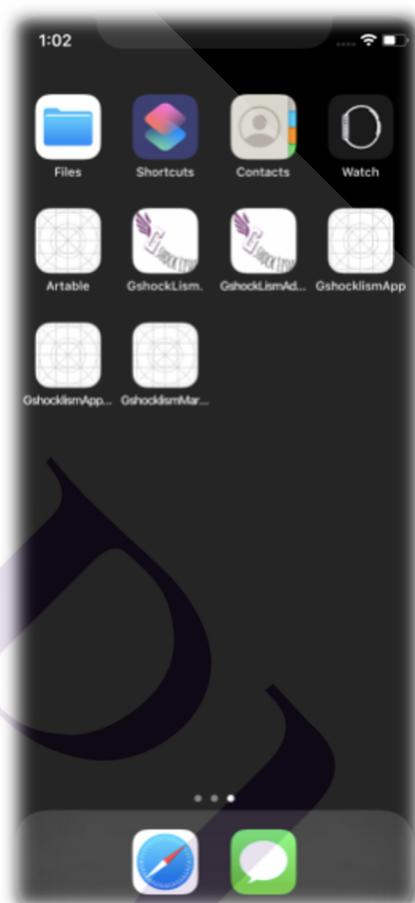 1:02
Files Shortcuts Contacts Watch
Artable GshockLism. GshockLismAd... GshocklismApp
GshocklismApp... GshocklismMar...